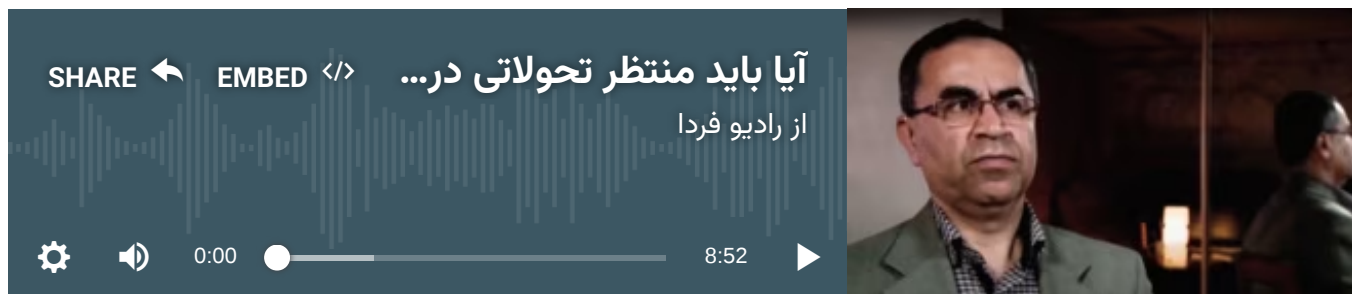 آیا باید منتظر تحولاتی در...
از رادیو فردا
SHARE
EMBED </>
0:00
8:52